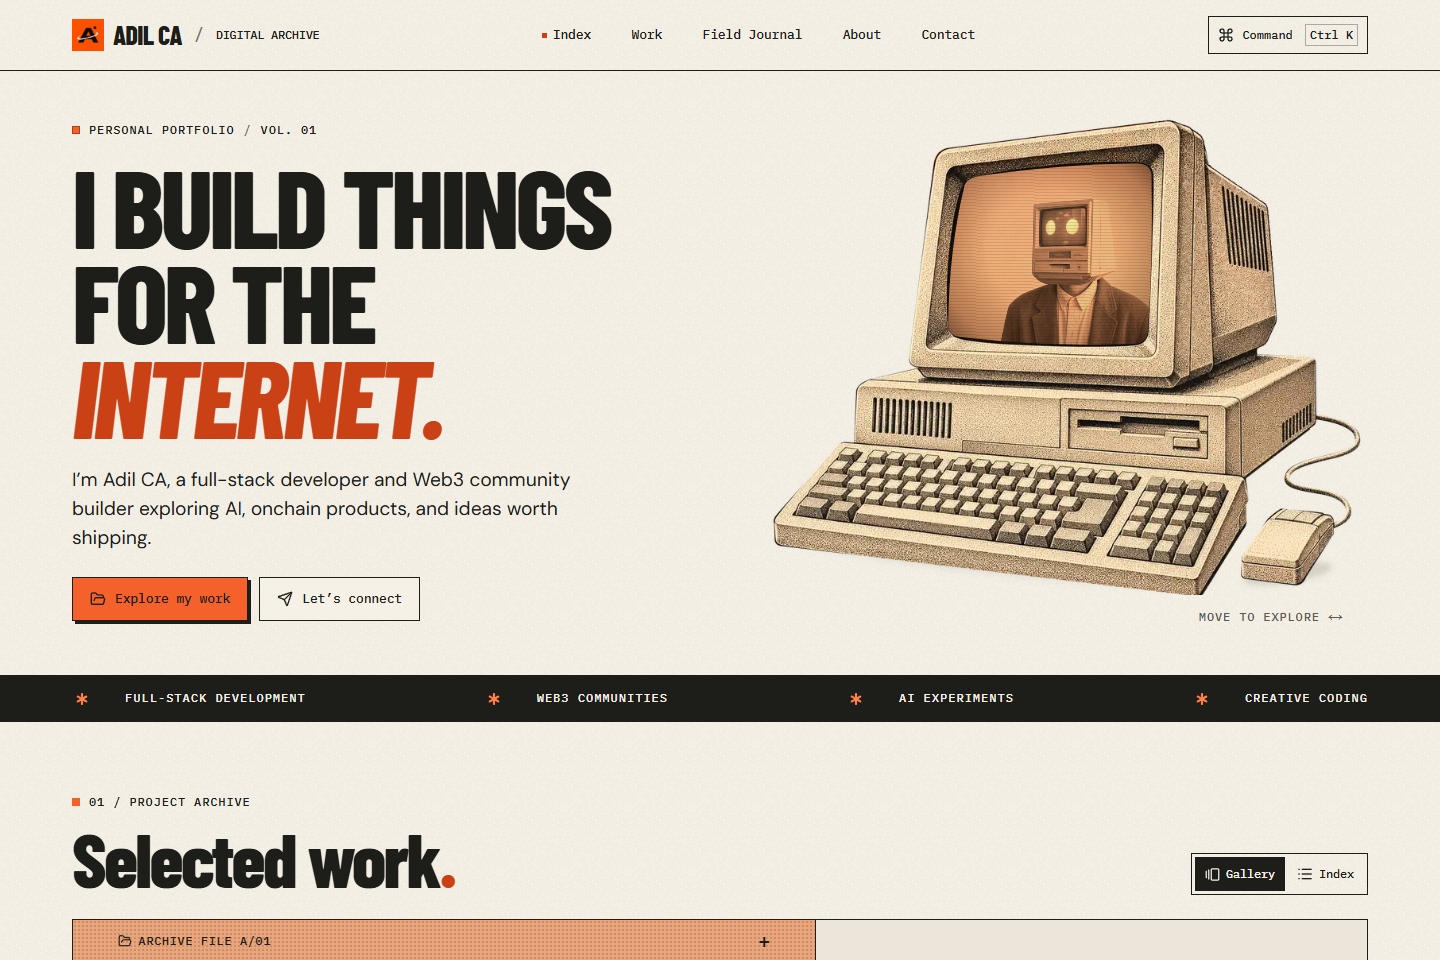 ADIL CA / DIGITAL ARCHIVE
Index Work Field Journal About Contact
Command Ctrl K
PERSONAL PORTFOLIO / VOL. 01
I BUILD THINGS
FOR THE
INTERNET.
I’m Adil CA, a full-stack developer and Web3 community
builder exploring AI, onchain products, and ideas worth
shipping.
Explore my work
Let’s connect
MOVE TO EXPLORE ↔
FULL-STACK DEVELOPMENT
WEB3 COMMUNITIES
AI EXPERIMENTS
CREATIVE CODING
01 / PROJECT ARCHIVE
Selected work.
Gallery
Index
ARCHIVE FILE A/01 +